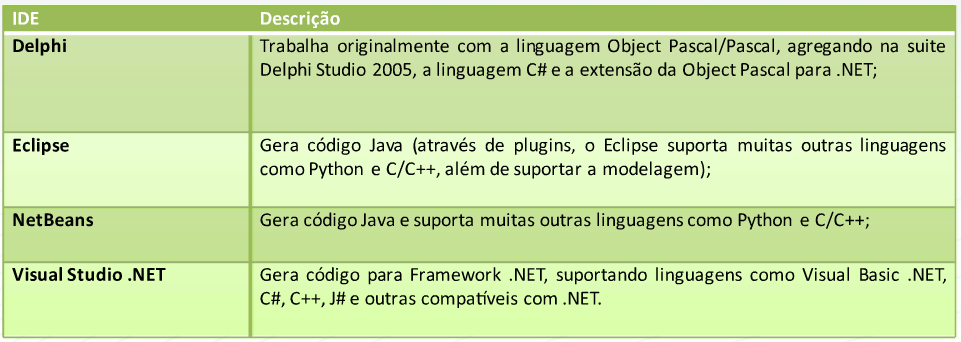 IDE Descrição
Delphi Trabalha originalmente com a linguagem Object Pascal/Pascal, agregando na suite
Delphi Studio 2005, a linguagem C# e a extensão da Object Pascal para .NET;
Eclipse Gera código Java (através de plugins, o Eclipse suporta muitas outras linguagens
como Python e C/C++, além de suportar a modelagem);
NetBeans Gera código Java e suporta muitas outras linguagens como Python e C/C++;
Visual Studio .NET Gera código para Framework .NET, suportando linguagens como Visual Basic .NET,
C#, C++, J# e outras compatíveis com .NET.